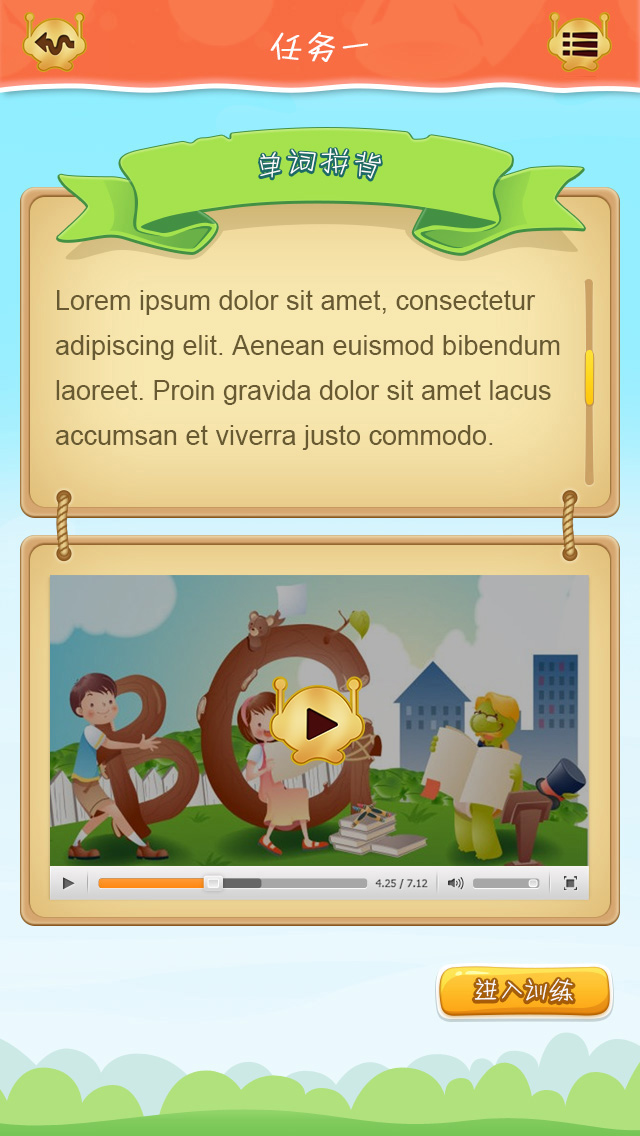 任务一
单词拼背
Lorem ipsum dolor sit amet, consectetur
adipiscing elit. Aenean euismod bibendum
laoreet. Proin gravida dolor sit amet lacus
accumsan et viverra justo commodo.
BG
4.25 / 7.12
进入训练